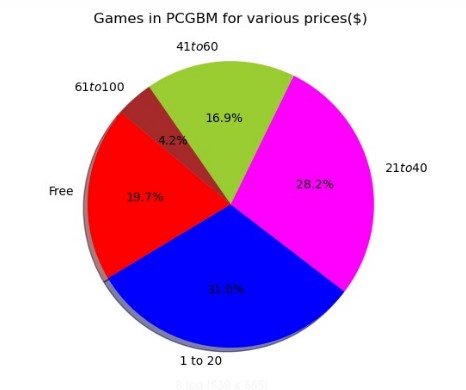 Games in PCGBM for various prices($)
41to60
61to100
16.9%
4.2%
21to40
28.2%
Free
19.7%
31.0%
1 to 20